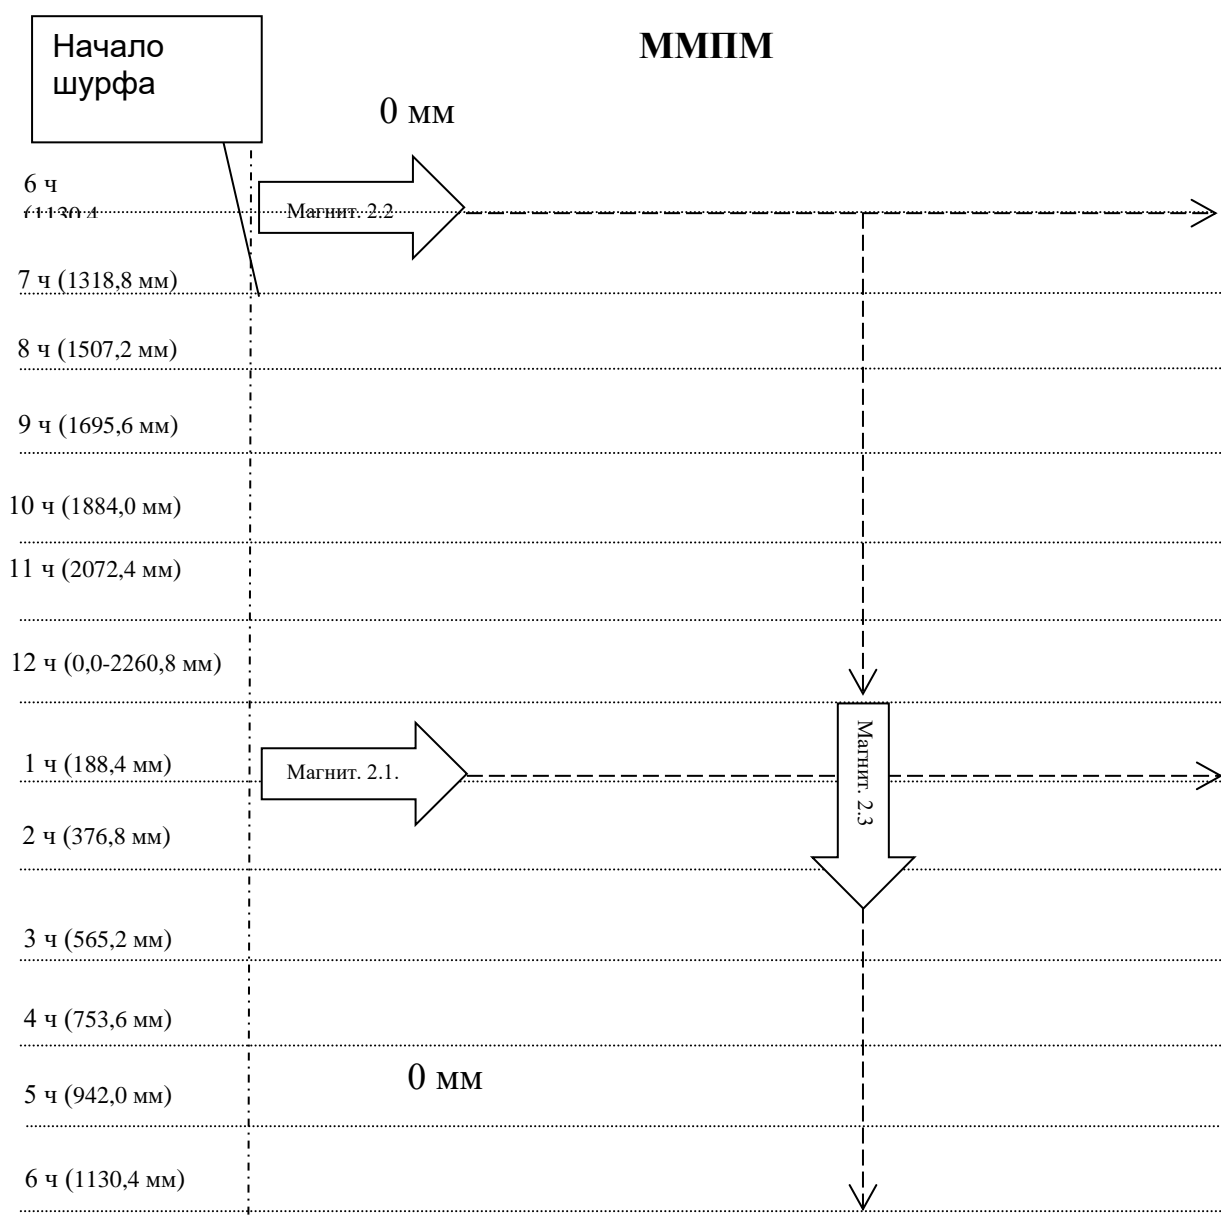 Начало
шурфа
ММПМ
0 мм
6 ч
(1130,4
Магнит. 2.2
7 ч (1318,8 мм)
8 ч (1507,2 мм)
9 ч (1695,6 мм)
10 ч (1884,0 мм)
11 ч (2072,4 мм)
12 ч (0,0-2260,8 мм)
1 ч (188,4 мм)
Магнит. 2.1.
Магнит. 2.3
2 ч (376,8 мм)
3 ч (565,2 мм)
4 ч (753,6 мм)
0 мм
5 ч (942,0 мм)
6 ч (1130,4 мм)